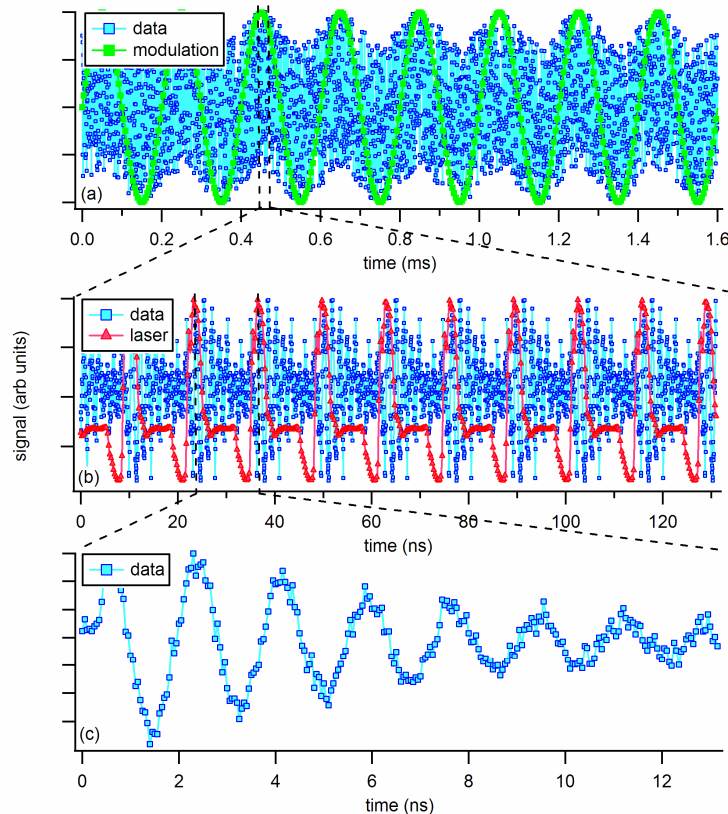 data
modulation
(a)
0.0 0.2 0.4 0.6 0.8 1.0 1.2 1.4 1.6
time (ms)
signal (arb units)
data
laser
(b)
0 20 40 60 80 100 120
time (ns)
data
(c)
0 2 4 6 8 10 12
time (ns)